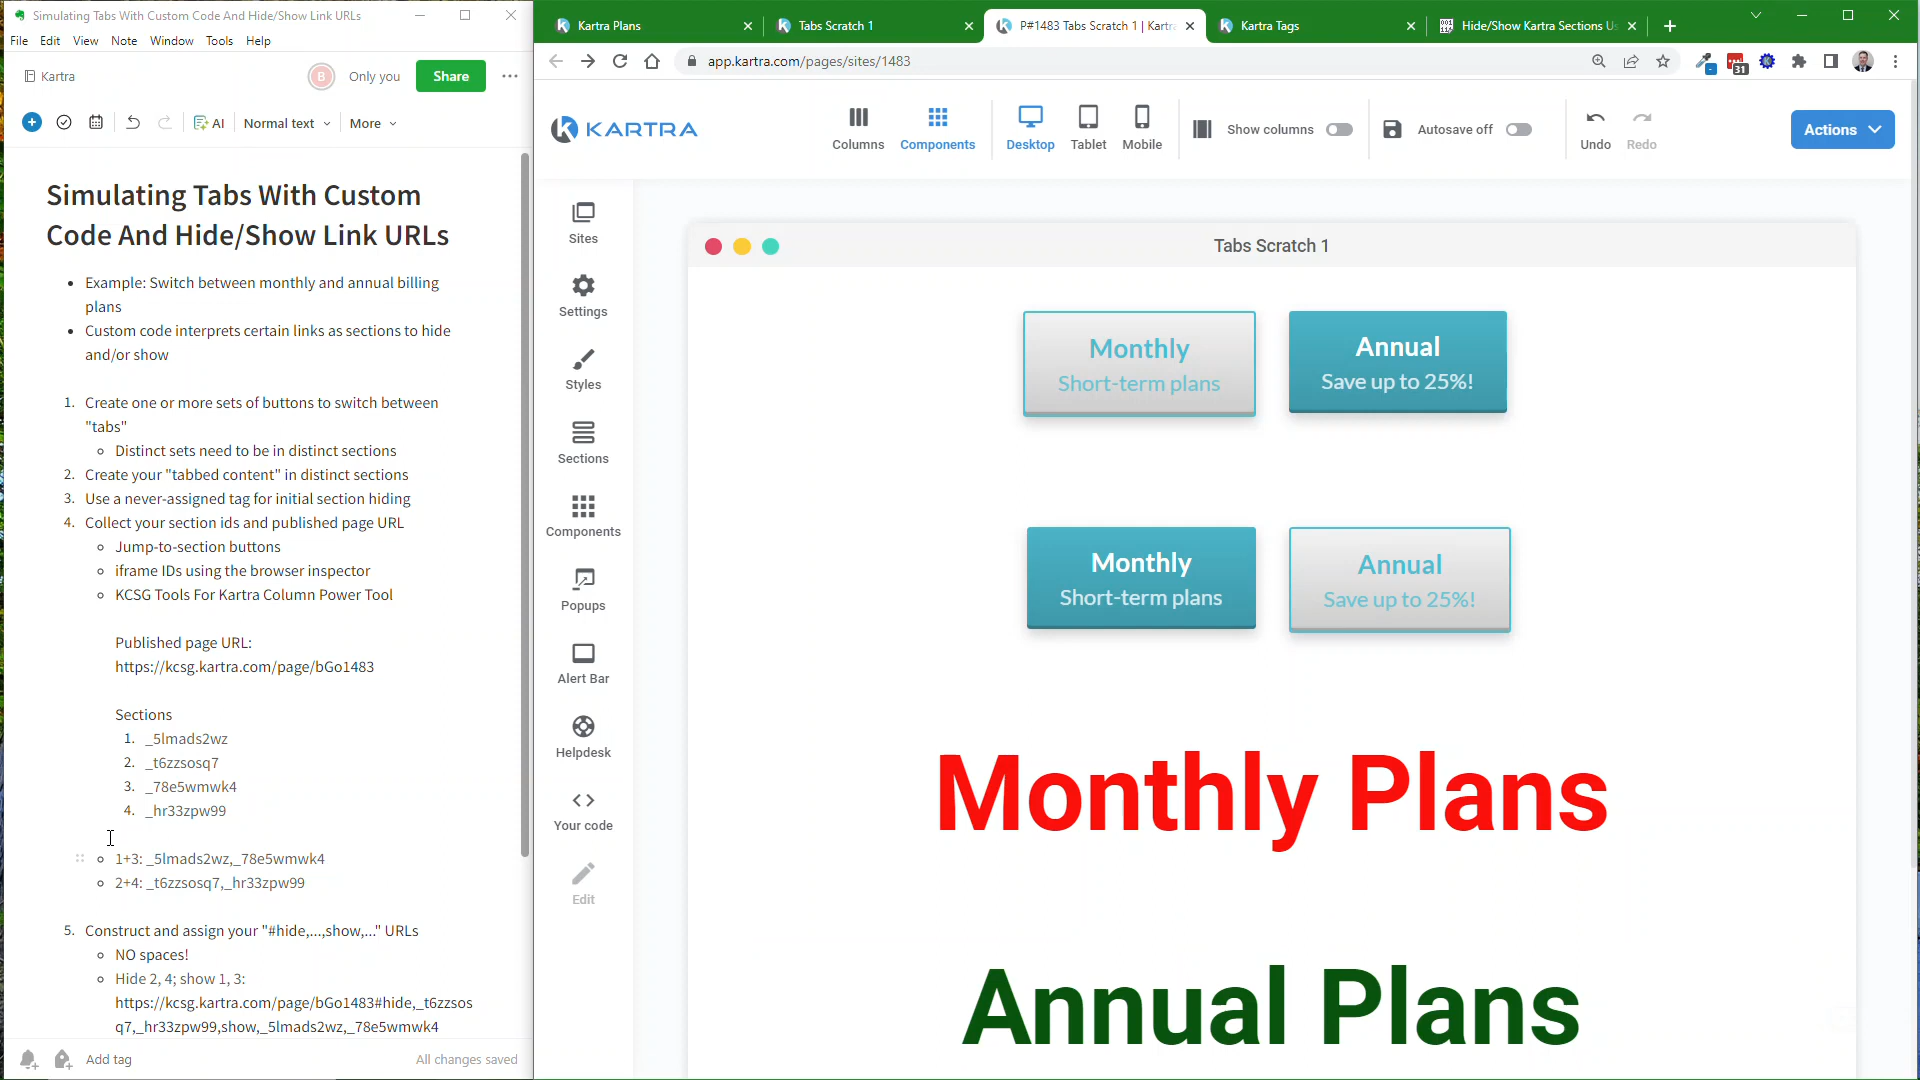 Simulating Tabs With Custom Code And Hide/Show Link URLs
File Edit View Note Window Tools Help
Kartra
B
Only you
Share
AI
Normal text
More
Simulating Tabs With Custom
Code And Hide/Show Link URLs
Example: Switch between monthly and annual billing
plans
Custom code interprets certain links as sections to hide
and/or show
1. Create one or more sets of buttons to switch between
"tabs"
Distinct sets need to be in distinct sections
2. Create your "tabbed content" in distinct sections
3. Use a never-assigned tag for initial section hiding
4. Collect your section ids and published page URL
Jump-to-section buttons
iframe IDs using the browser inspector
KCSG Tools For Kartra Column Power Tool
Published page URL:
https://kcsg.kartra.com/page/bGo1483
Sections
1. _5lmads2wz
2. _t6zzsosq7
3. _78e5wmwk4
4. _hr33zpw99
1+3: _5lmads2wz,_78e5wmwk4
2+4: _t6zzsosq7,_hr33zpw99
5. Construct and assign your "#hide,...,show,..." URLs
NO spaces!
Hide 2, 4; show 1, 3:
https://kcsg.kartra.com/page/bGo1483#hide,_t6zzsos
q7,_hr33zpw99,show,_5lmads2wz,_78e5wmwk4
Add tag
All changes saved
Kartra Plans
Tabs Scratch 1
P#1483 Tabs Scratch 1 | Kartra
Kartra Tags
Hide/Show Kartra Sections Us
app.kartra.com/pages/sites/1483
31
KARTRA
Columns
Components
Desktop
Tablet
Mobile
Show columns
Autosave off
Undo
Redo
Actions
Sites
Settings
Styles
Sections
Components
Popups
Alert Bar
Helpdesk
Your code
Edit
Tabs Scratch 1
Monthly
Short-term plans
Annual
Save up to 25%!
Monthly
Short-term plans
Annual
Save up to 25%!
Monthly Plans
Annual Plans